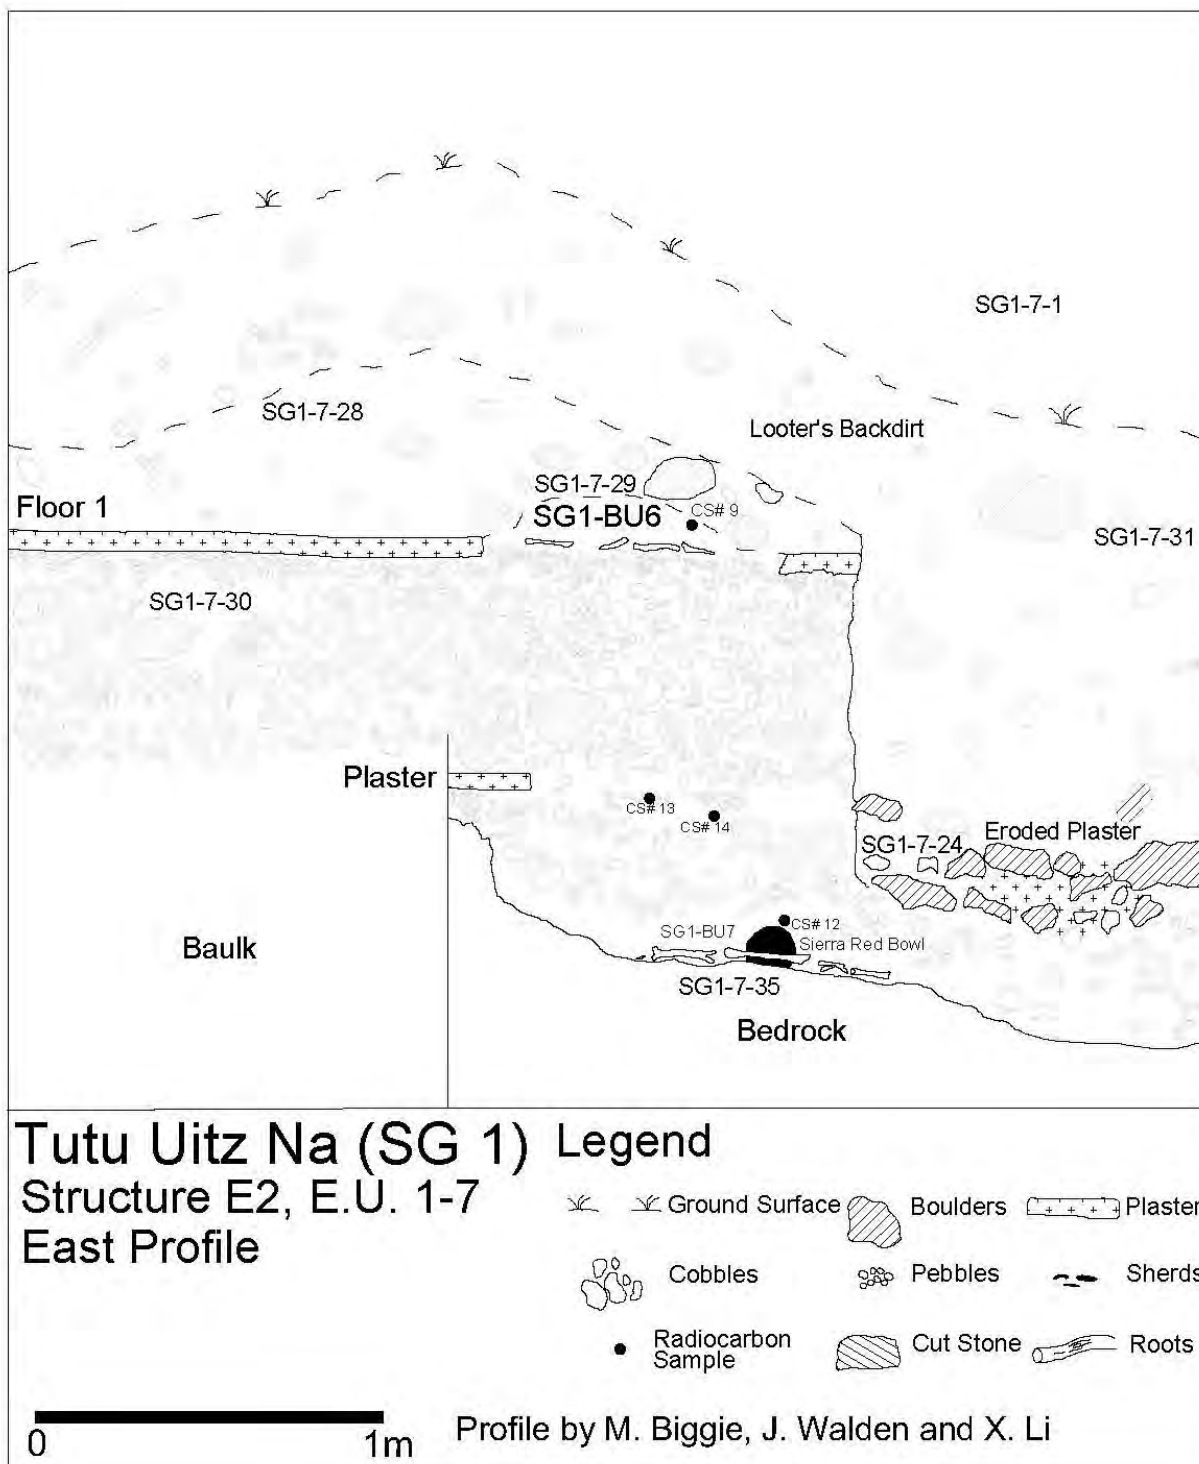 SG1-7-1
SG1-7-28
Looter's Backdirt
SG1-7-29
Floor 1
SG1-BU6
CS# 9
SG1-7-31
SG1-7-30
Plaster
CS# 13
CS# 14
Eroded Plaster
SG1-7-24
CS# 12
SG1-BU7
Sierra Red Bowl
Baulk
SG1-7-35
Bedrock
Tutu Uitz Na (SG 1)
Structure E2, E.U. 1-7
East Profile
Legend
Ground Surface
Boulders
Plaster
Cobbles
Pebbles
Sherds
Radiocarbon
Sample
Cut Stone
Roots
0
1m
Profile by M. Biggie, J. Walden and X. Li